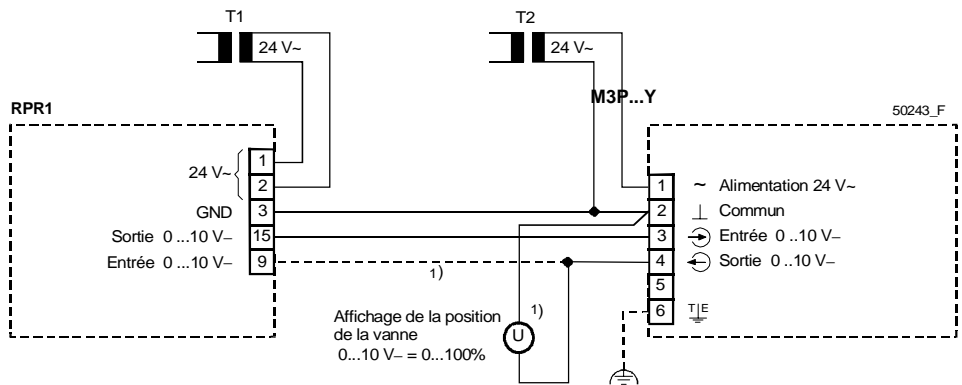 T1
T2
24 V~
24 V~
M3P...Y
RPR1
50243_F
24 V~
1
2
GND
3
Sortie 0 ...10 V–
15
Entrée 0 ...10 V–
9
1)
1
~
Alimentation 24 V~
2
⊥
Commun
3
Entrée 0 ..10 V–
4
Sortie 0 ..10 V–
5
6
T|E
Affichage de la position
de la vanne
0...10 V– = 0...100%
1)
U